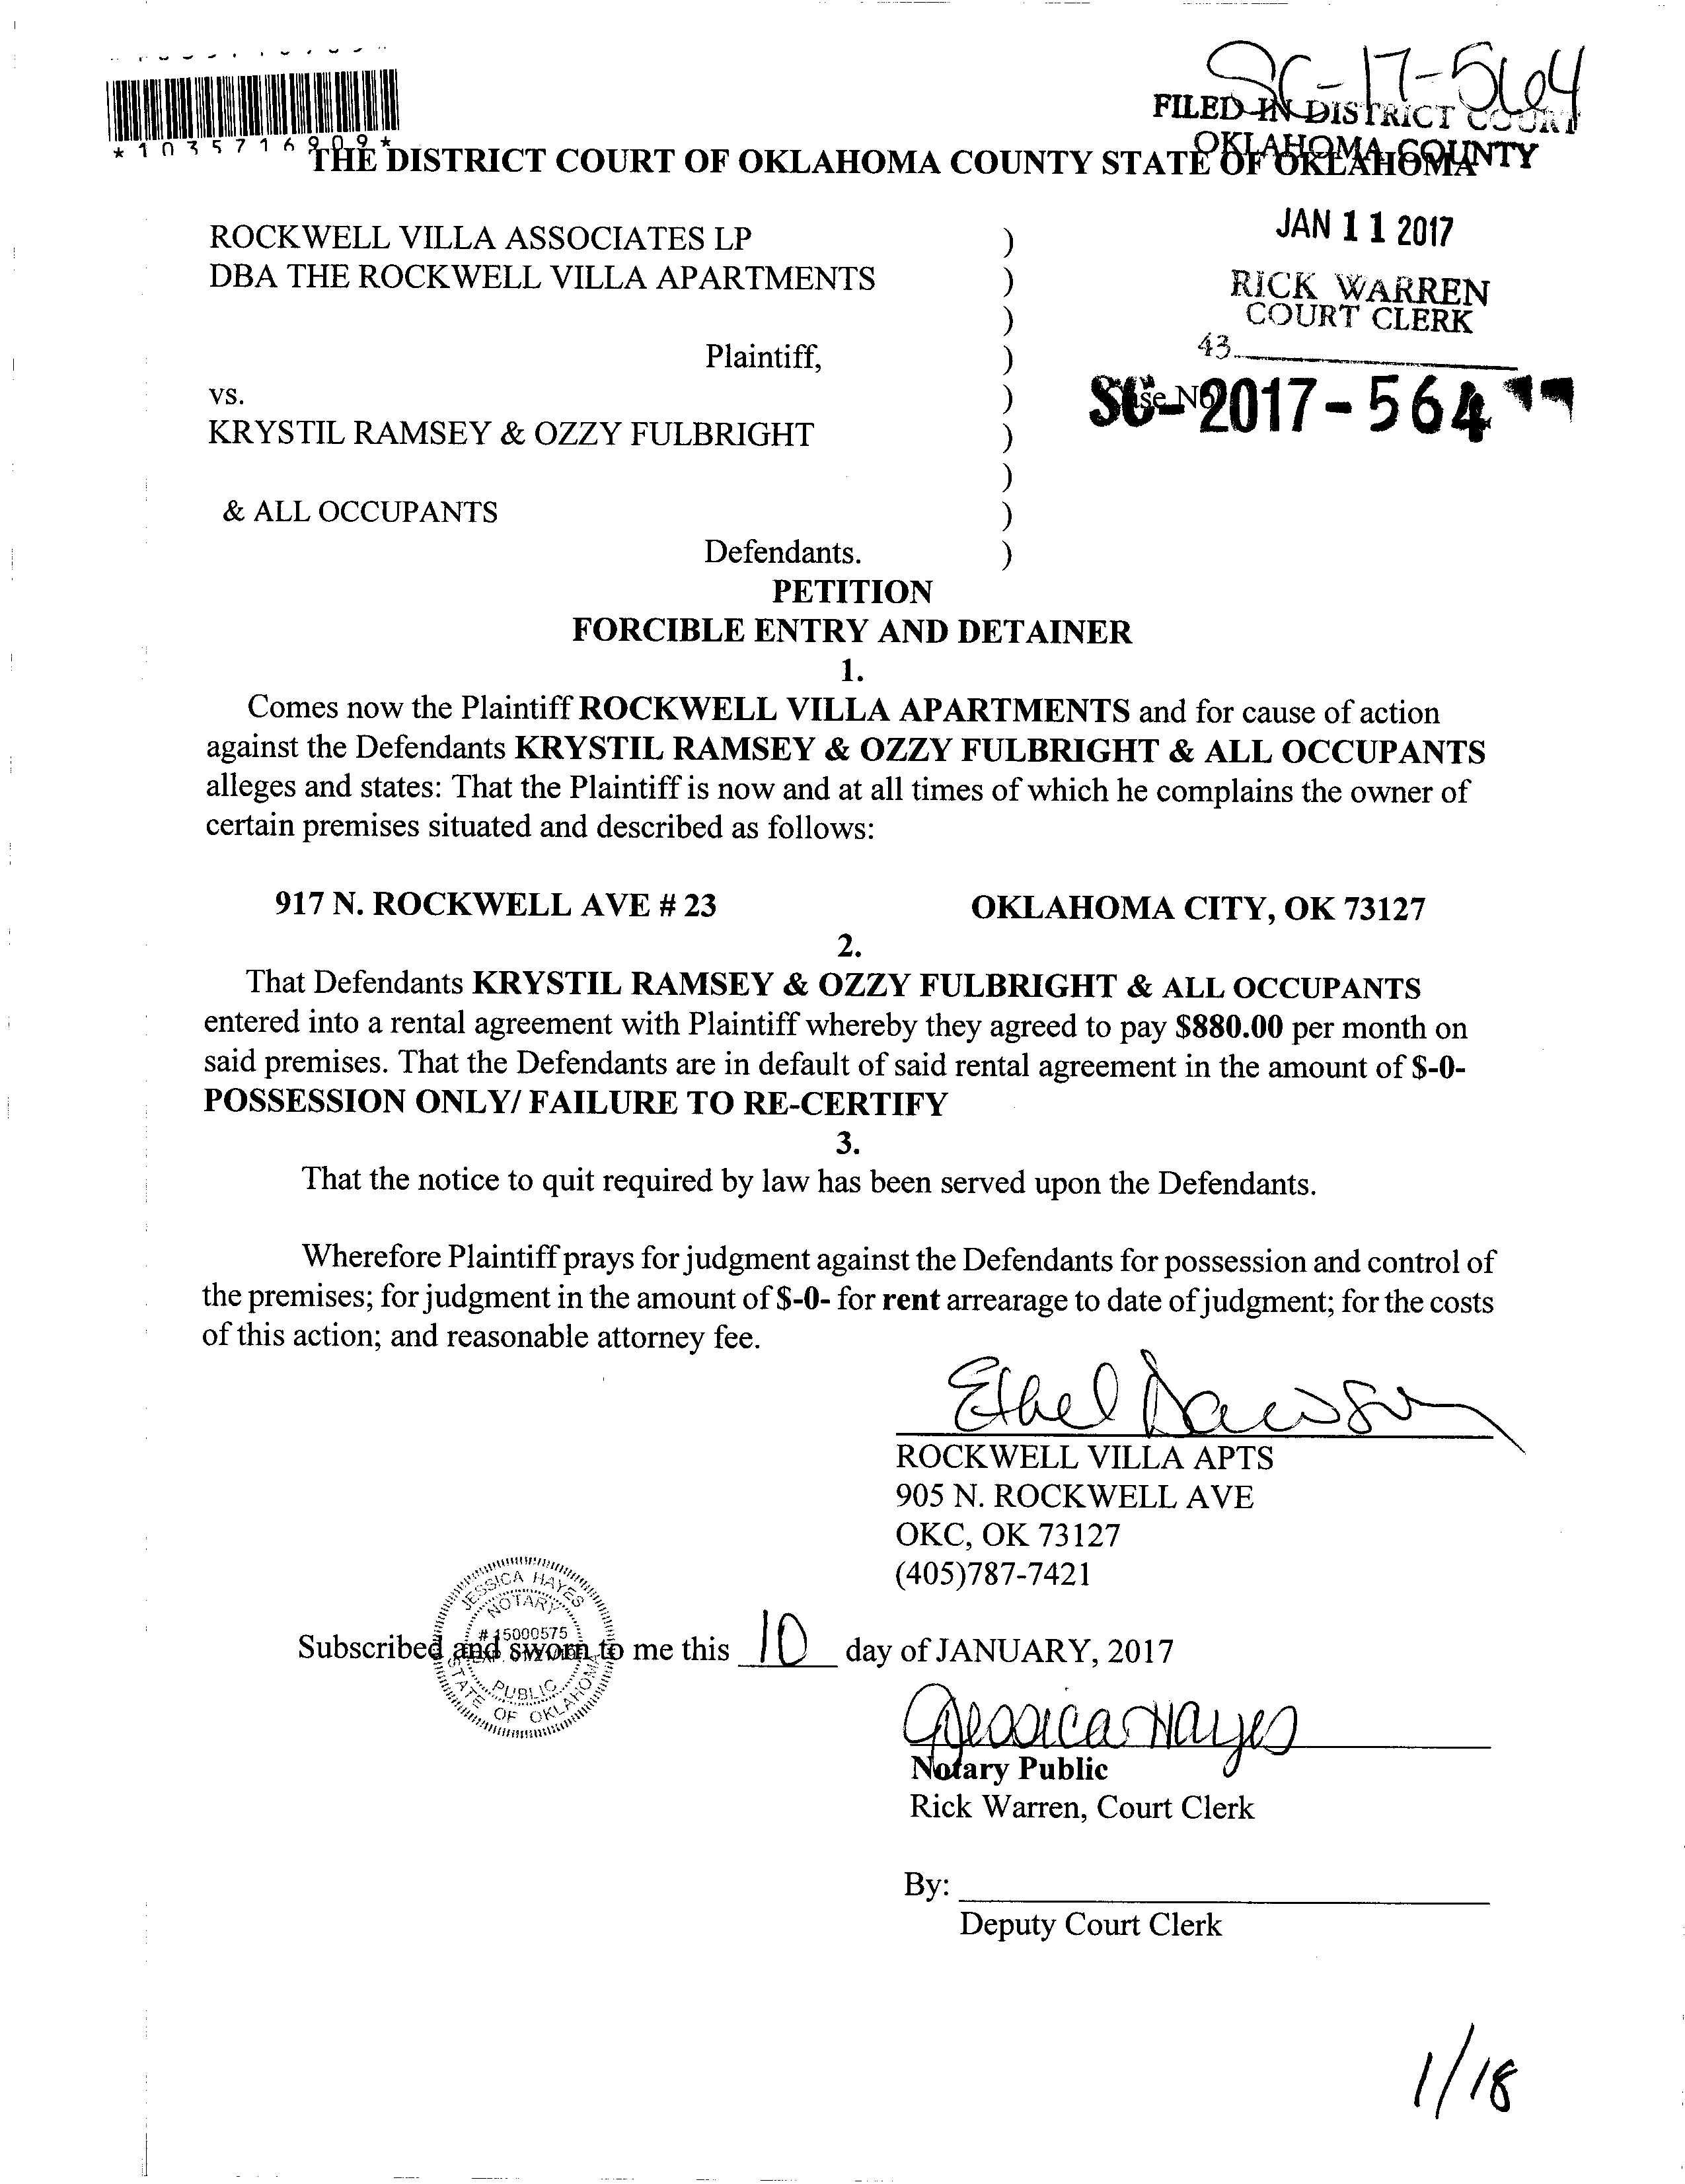 SC-17-564
FILED IN DISTRICT COURT
OKLAHOMA COUNTY
*1035716909*
THE DISTRICT COURT OF OKLAHOMA COUNTY STATE OF OKLAHOMA
JAN 11 2017
RICK WARREN
COURT CLERK
43
ROCKWELL VILLA ASSOCIATES LP )
DBA THE ROCKWELL VILLA APARTMENTS )
)
Plaintiff, )
vs. ) Case No
SC-2017-564
KRYSTIL RAMSEY & OZZY FULBRIGHT )
)
& ALL OCCUPANTS )
Defendants. )
PETITION
FORCIBLE ENTRY AND DETAINER
1.
Comes now the Plaintiff ROCKWELL VILLA APARTMENTS and for cause of action
against the Defendants KRYSTIL RAMSEY & OZZY FULBRIGHT & ALL OCCUPANTS
alleges and states: That the Plaintiff is now and at all times of which he complains the owner of
certain premises situated and described as follows:
917 N. ROCKWELL AVE # 23 OKLAHOMA CITY, OK 73127
2.
That Defendants KRYSTIL RAMSEY & OZZY FULBRIGHT & ALL OCCUPANTS
entered into a rental agreement with Plaintiff whereby they agreed to pay $880.00 per month on
said premises. That the Defendants are in default of said rental agreement in the amount of $-0-
POSSESSION ONLY/ FAILURE TO RE-CERTIFY
3.
That the notice to quit required by law has been served upon the Defendants.
Wherefore Plaintiff prays for judgment against the Defendants for possession and control of
the premises; for judgment in the amount of $-0- for rent arrearage to date of judgment; for the costs
of this action; and reasonable attorney fee.
Ethel Dawson
ROCKWELL VILLA APTS
905 N. ROCKWELL AVE
OKC, OK 73127
(405)787-7421
JESSICA HAYES
NOTARY
# 15000575
EXP. 01/21/19
PUBLIC
STATE OF OKLAHOMA
Subscribed and sworn to me this 10 day of JANUARY, 2017
Jessica Hayes
Notary Public
Rick Warren, Court Clerk
By:
Deputy Court Clerk
1/18